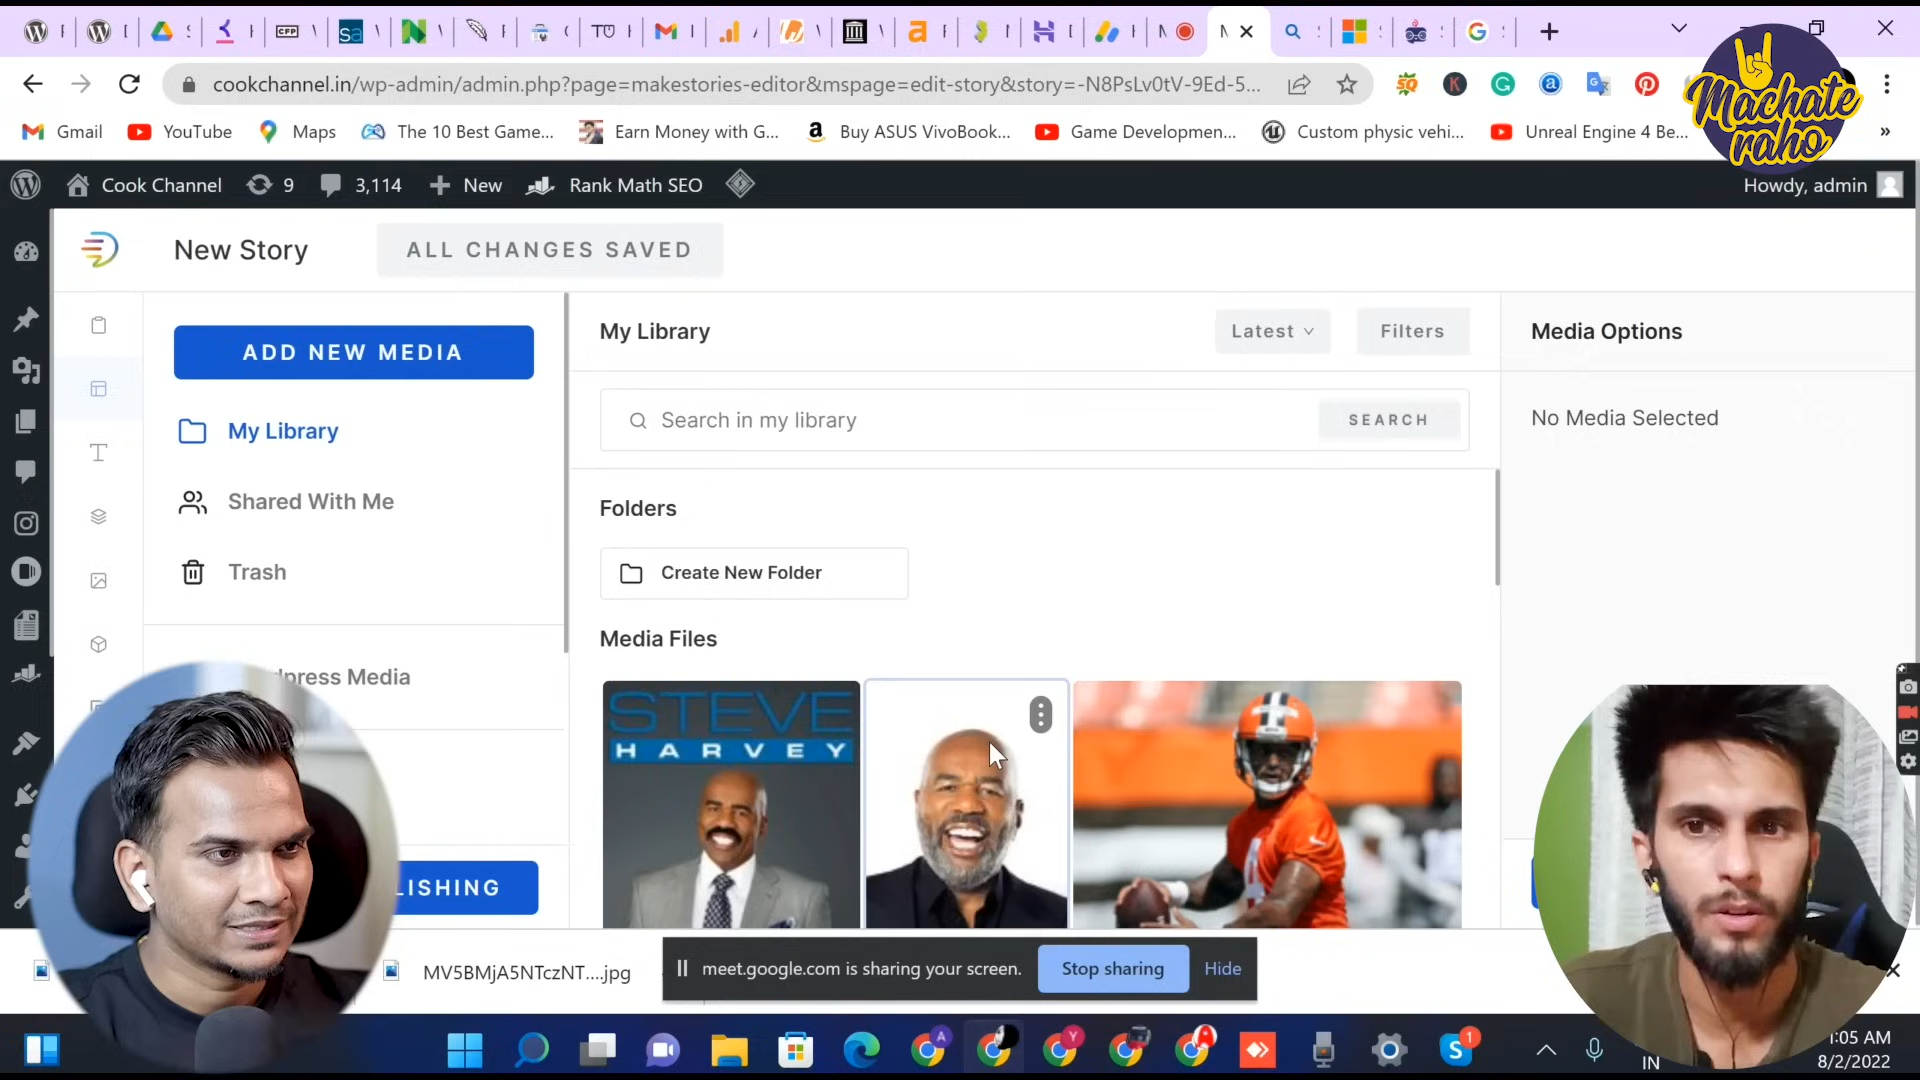 cookchannel.in/wp-admin/admin.php?page=makestories-editor&mspage=edit-story&story=-N8PsLv0tV-9Ed-5...
Machate
raho
Gmail
YouTube
Maps
The 10 Best Game...
Earn Money with G...
Buy ASUS VivoBook...
Game Developmen...
Custom physic vehi...
Unreal Engine 4 Be...
»
Cook Channel
9
3,114
New
Rank Math SEO
Howdy, admin
New Story
ALL CHANGES SAVED
ADD NEW MEDIA
My Library
Shared With Me
Trash
press Media
LISHING
My Library
Latest
Filters
Search in my library
SEARCH
Folders
Create New Folder
Media Files
STEVE
HARVEY
Media Options
No Media Selected
MV5BMjA5NTczNT....jpg
meet.google.com is sharing your screen.
Stop sharing
Hide
IN
1:05 AM
8/2/2022